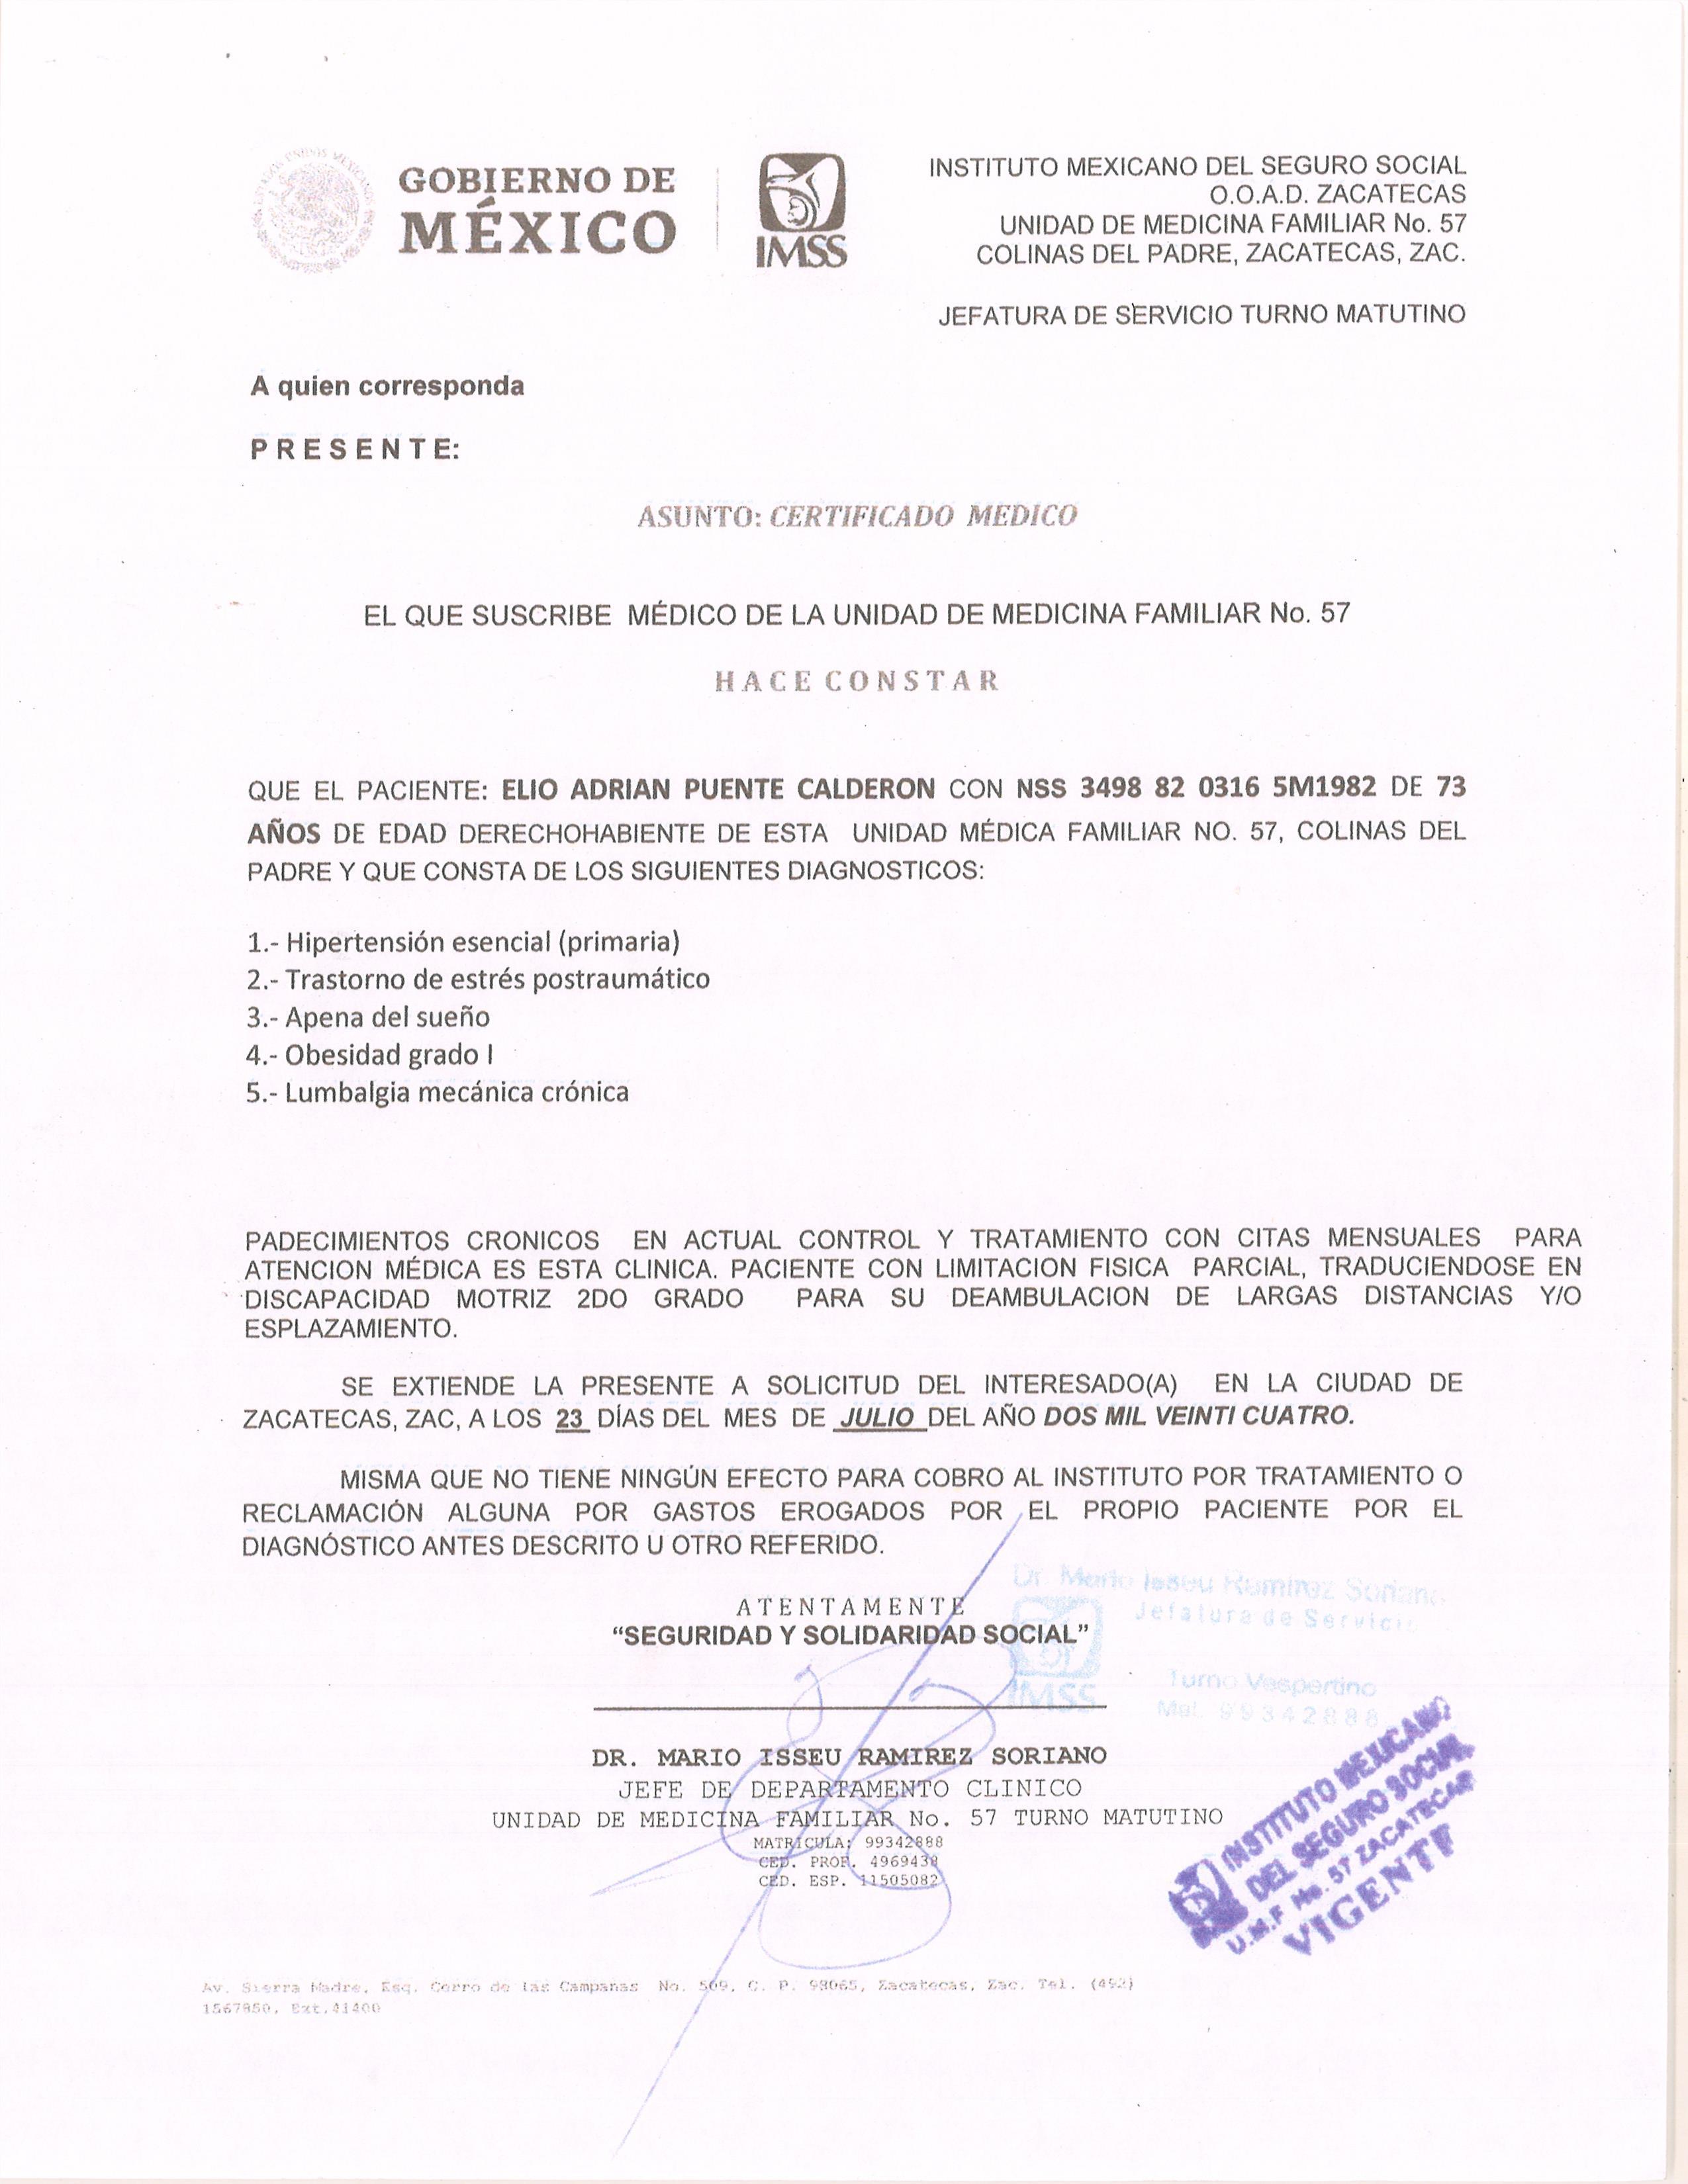 GOBIERNO DE
MÉXICO
IMSS
INSTITUTO MEXICANO DEL SEGURO SOCIAL
O.O.A.D. ZACATECAS
UNIDAD DE MEDICINA FAMILIAR No. 57
COLINAS DEL PADRE, ZACATECAS, ZAC.
JEFATURA DE SERVICIO TURNO MATUTINO
A quien corresponda
P R E S E N T E:
ASUNTO: CERTIFICADO MEDICO
EL QUE SUSCRIBE MÉDICO DE LA UNIDAD DE MEDICINA FAMILIAR No. 57
H A C E C O N S T A R
QUE EL PACIENTE: ELIO ADRIAN PUENTE CALDERON CON NSS 3498 82 0316 5M1982 DE 73
AÑOS DE EDAD DERECHOHABIENTE DE ESTA UNIDAD MÉDICA FAMILIAR NO. 57, COLINAS DEL
PADRE Y QUE CONSTA DE LOS SIGUIENTES DIAGNOSTICOS:
1.- Hipertensión esencial (primaria)
2.- Trastorno de estrés postraumático
3.- Apena del sueño
4.- Obesidad grado I
5.- Lumbalgia mecánica crónica
PADECIMIENTOS CRONICOS EN ACTUAL CONTROL Y TRATAMIENTO CON CITAS MENSUALES PARA
ATENCION MÉDICA ES ESTA CLINICA. PACIENTE CON LIMITACION FISICA PARCIAL, TRADUCIENDOSE EN
DISCAPACIDAD MOTRIZ 2DO GRADO PARA SU DEAMBULACION DE LARGAS DISTANCIAS Y/O
ESPLAZAMIENTO.
SE EXTIENDE LA PRESENTE A SOLICITUD DEL INTERESADO(A) EN LA CIUDAD DE
ZACATECAS, ZAC, A LOS 23 DÍAS DEL MES DE JULIO DEL AÑO DOS MIL VEINTI CUATRO.
MISMA QUE NO TIENE NINGÚN EFECTO PARA COBRO AL INSTITUTO POR TRATAMIENTO O
RECLAMACIÓN ALGUNA POR GASTOS EROGADOS POR EL PROPIO PACIENTE POR EL
DIAGNÓSTICO ANTES DESCRITO U OTRO REFERIDO.
Dr Mario Isseu Ramirez Soriano
Jefatura de Servicio
IMSS
Turno Vespertino
Mat. 99342888
A T E N T A M E N T E
“SEGURIDAD Y SOLIDARIDAD SOCIAL”
DR. MARIO ISSEU RAMIREZ SORIANO
JEFE DE DEPARTAMENTO CLINICO
UNIDAD DE MEDICINA FAMILIAR No. 57 TURNO MATUTINO
MATRICULA: 99342888
CED. PROF. 4969438
CED. ESP. 11505082
INSTITUTO MEXICANO
DEL SEGURO SOCIAL
U.M.F No. 57 ZACATECAS
VIGENTE
Av. Sierra Madre, Esq. Cerro de las Campanas No. 509, C. P. 98065, Zacatecas, Zac. Tel. (492)
1567850, Ext.41400